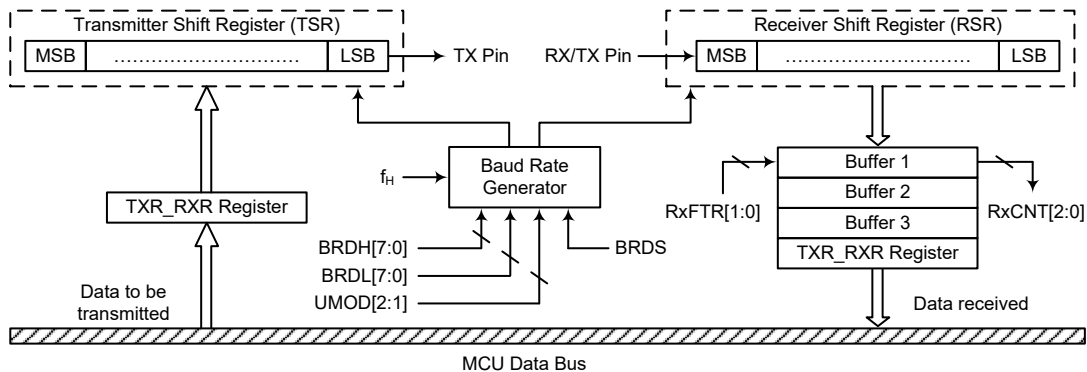 Transmitter Shift Register (TSR)
MSB ………………………… LSB
TX Pin
RX/TX Pin
Receiver Shift Register (RSR)
MSB ………………………… LSB
Baud Rate
Generator
fH
Buffer 1
Buffer 2
Buffer 3
TXR_RXR Register
RxFTR[1:0]
RxCNT[2:0]
TXR_RXR Register
BRDH[7:0]
BRDL[7:0]
UMOD[2:1]
BRDS
Data to be
transmitted
Data received
MCU Data Bus